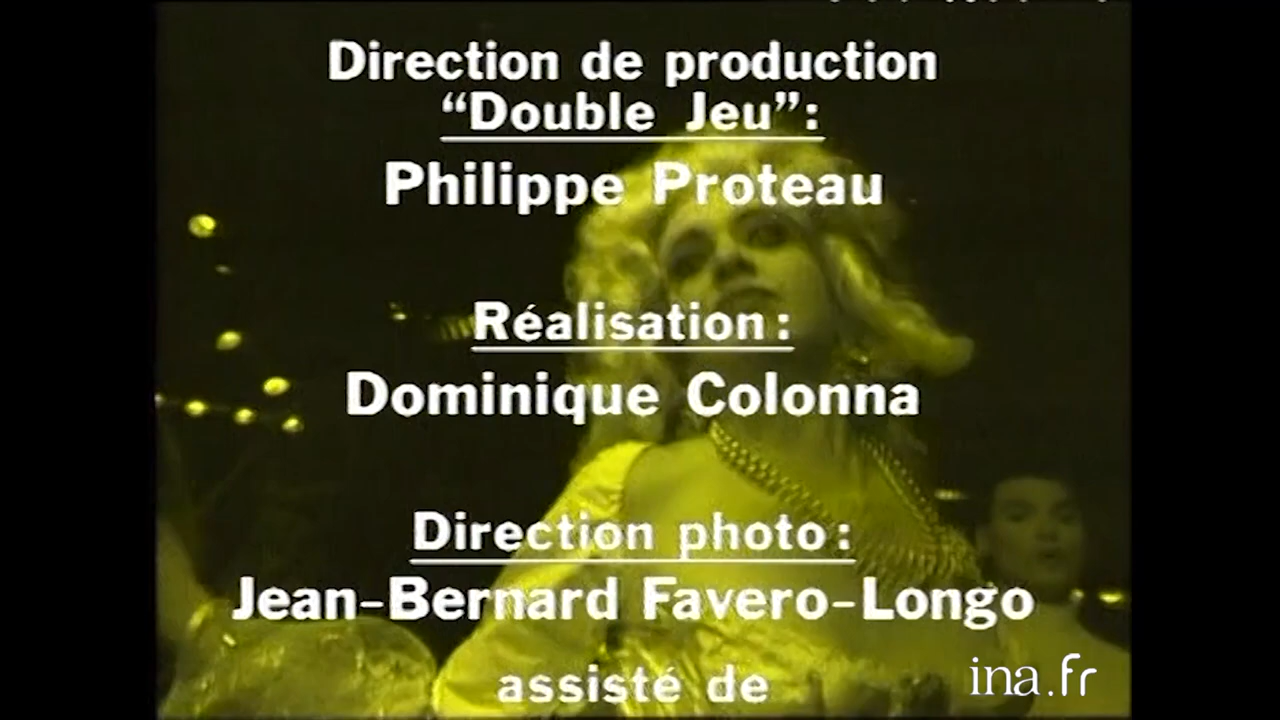 Direction de production
“Double Jeu”:
Philippe Proteau
Réalisation:
Dominique Colonna
Direction photo:
Jean-Bernard Favero-Longo
assisté de
ina.fr